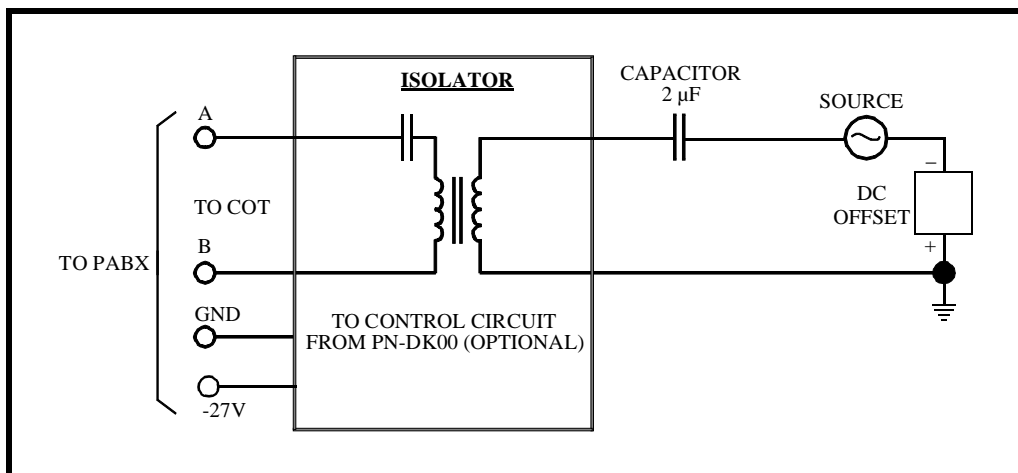 ISOLATOR
CAPACITOR
2 µF
SOURCE
A
–
DC
OFFSET
TO COT
+
B
TO PABX
GND
TO CONTROL CIRCUIT
FROM PN-DK00 (OPTIONAL)
-27V